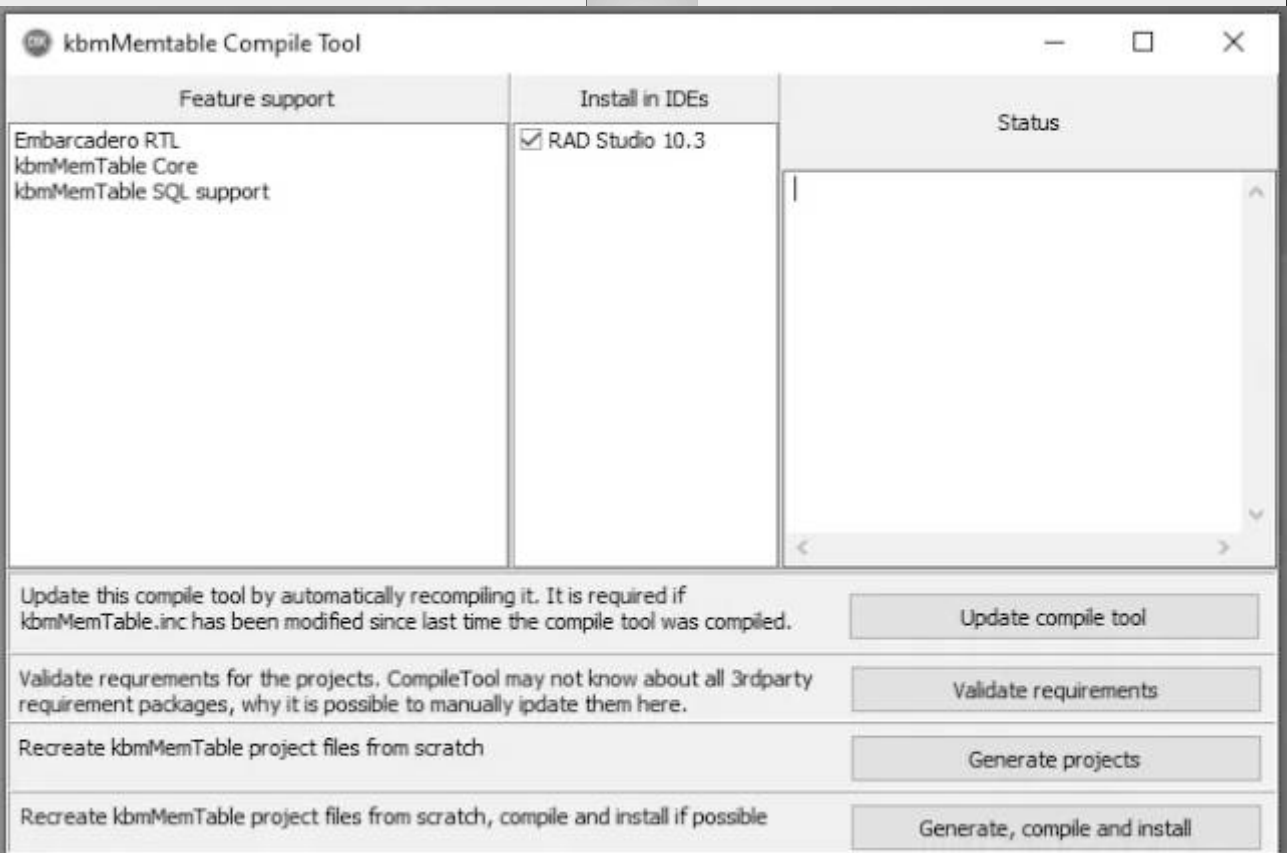 kbmMemtable Compile Tool
Feature support
Install in IDEs
Status
Embarcadero RTL
kbmMemTable Core
kbmMemTable SQL support
RAD Studio 10.3
Update this compile tool by automatically recompiling it. It is required if
kbmMemTable.inc has been modified since last time the compile tool was compiled.
Update compile tool
Validate requrements for the projects. CompileTool may not know about all 3rdparty
requirement packages, why it is possible to manually ipdate them here.
Validate requirements
Recreate kbmMemTable project files from scratch
Generate projects
Recreate kbmMemTable project files from scratch, compile and install if possible
Generate, compile and install